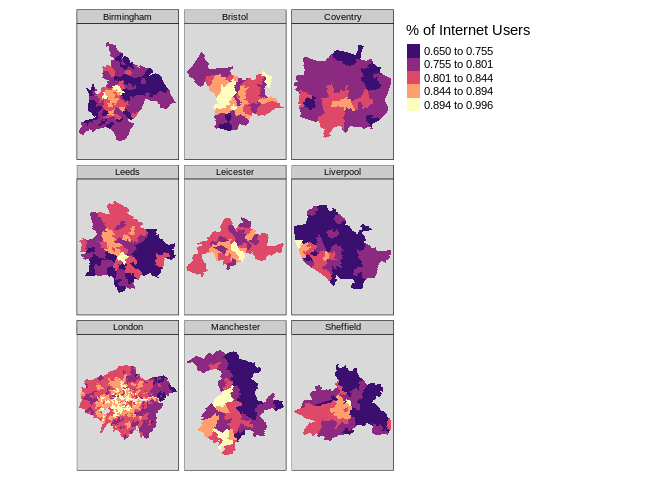 Birmingham
Bristol
Coventry
% of Internet Users
0.650 to 0.755
0.755 to 0.801
0.801 to 0.844
0.844 to 0.894
0.894 to 0.996
Leeds
Leicester
Liverpool
London
Manchester
Sheffield